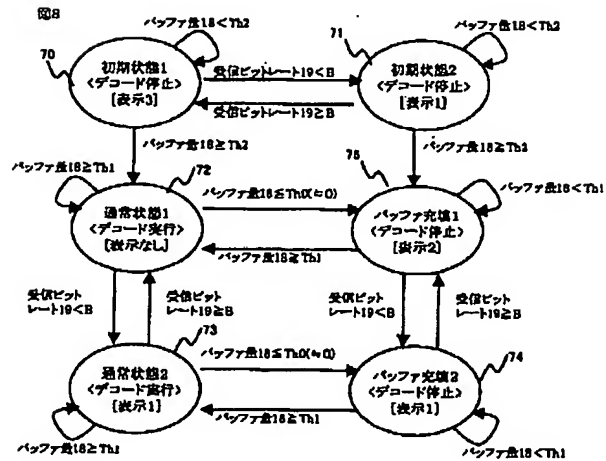 図8
バッファ量18<Th2
バッファ量18<Th2
70
71
初期状態1
<デコード停止>
[表示3]
受信ビットレート19<B
受信ビットレート19≧B
初期状態2
<デコード停止>
[表示1]
バッファ量18≧Th2
バッファ量18≧Th2
バッファ量18≧Th1
72
75
通常状態1
<デコード実行>
[表示なし]
バッファ量18≦Th0(≒0)
バッファ量18≧Th1
バッファ充填1
<デコード停止>
[表示2]
バッファ量18<Th1
受信ビット
レート19<B
受信ビット
レート19≧B
受信ビット
レート19<B
受信ビット
レート19≧B
73
74
通常状態2
<デコード実行>
[表示1]
バッファ量18≦Th0(≒0)
バッファ量18≧Th1
バッファ充填2
<デコード停止>
[表示1]
バッファ量18≧Th1
バッファ量18<Th1